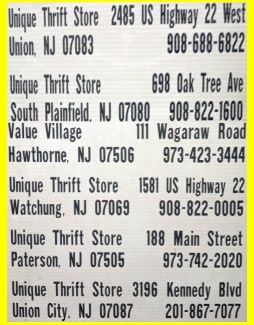 Unique Thrift Store 2485 US Highway 22 West
Union, NJ 07083 908-688-6822
Unique Thrift Store 698 Oak Tree Ave
South Plainfield, NJ 07080 908-822-1600
Value Village 111 Wagaraw Road
Hawthorne, NJ 07506 973-423-3444
Unique Thrift Store 1581 US Highway 22
Watchung, NJ 07069 908-822-0005
Unique Thrift Store 188 Main Street
Paterson, NJ 07505 973-742-2020
Unique Thrift Store 3196 Kennedy Blvd
Union City, NJ 07087 201-867-7077